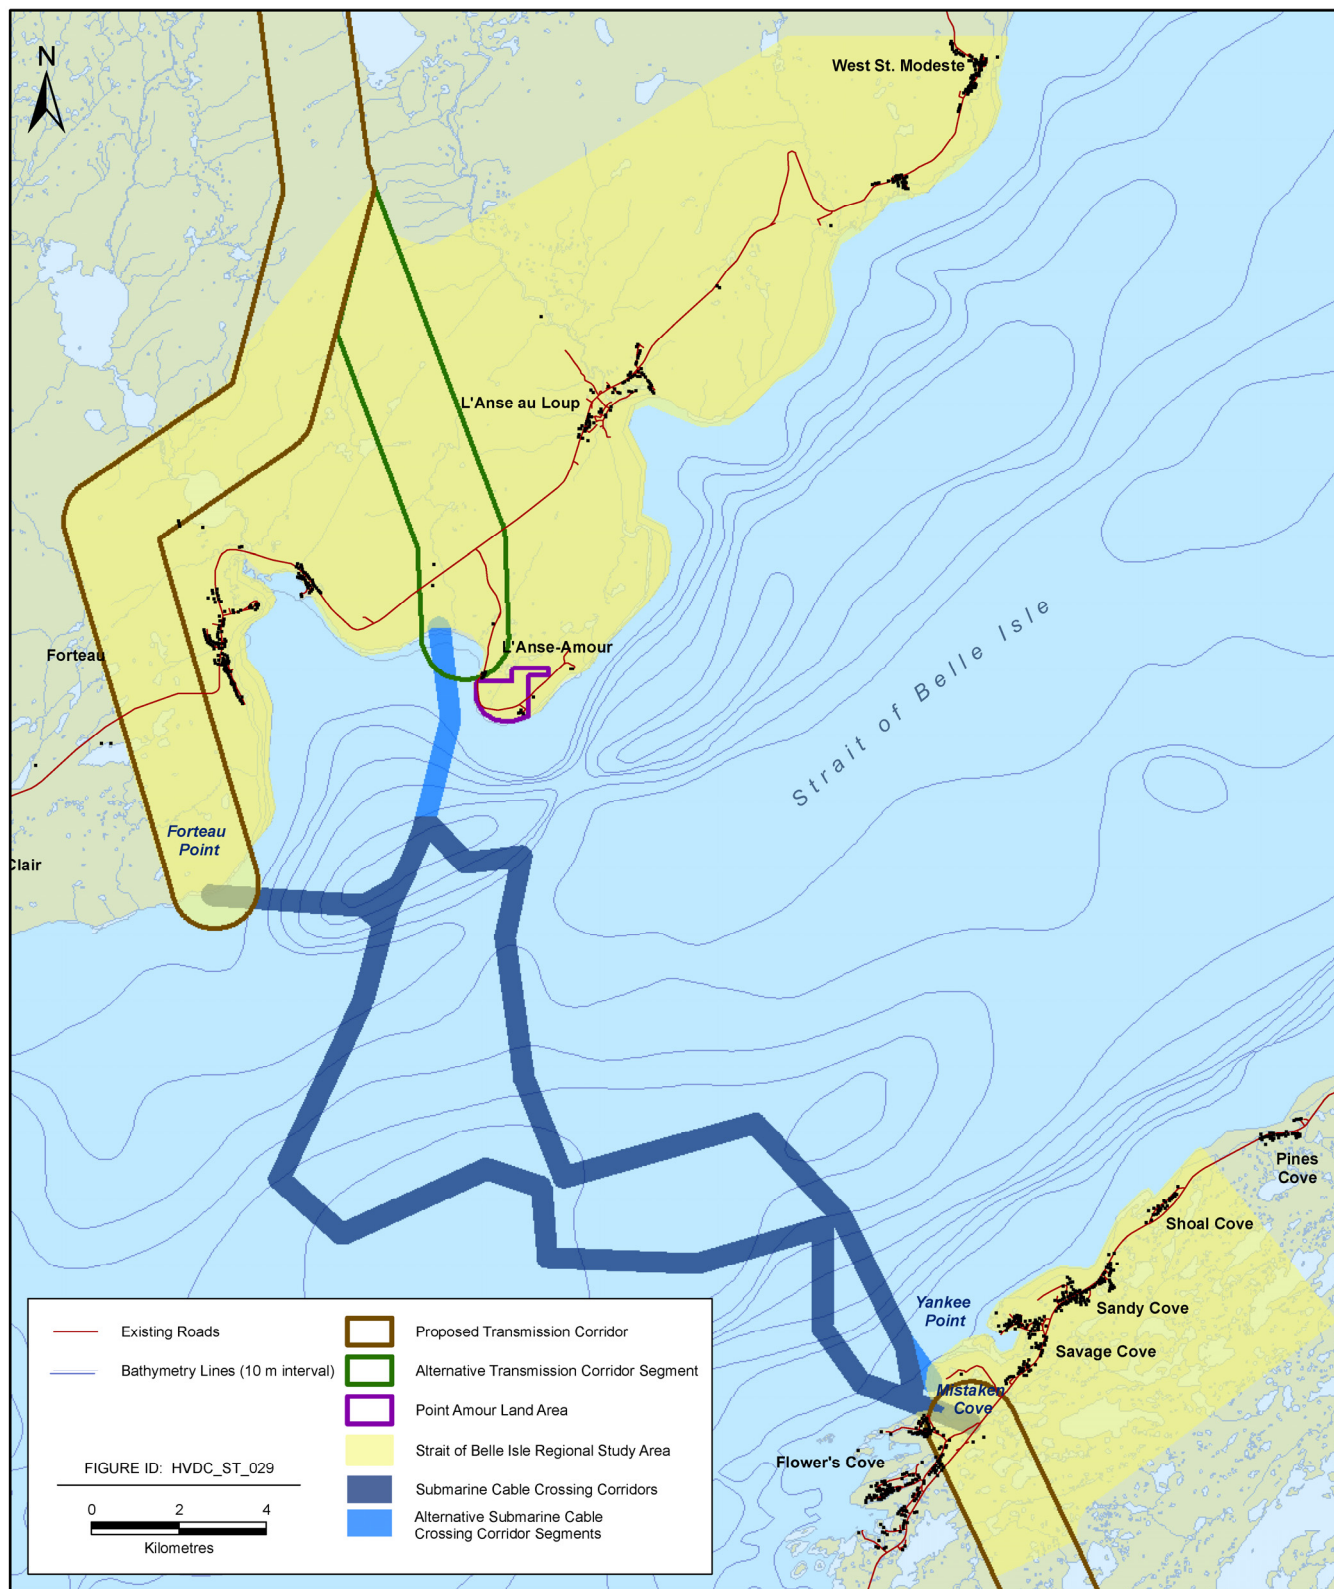 N
West St. Modeste
L'Anse au Loup
Strait of Belle Isle
L'Anse-Amour
Forteau
Forteau
Point
Clair
Pines
Cove
Shoal Cove
Yankee
Point
Sandy Cove
Savage Cove
Mistaken
Cove
Flower's Cove
Existing Roads
Bathymetry Lines (10 m interval)
FIGURE ID: HVDC_ST_029
0 2 4
Kilometres
Proposed Transmission Corridor
Alternative Transmission Corridor Segment
Point Amour Land Area
Strait of Belle Isle Regional Study Area
Submarine Cable Crossing Corridors
Alternative Submarine Cable
Crossing Corridor Segments